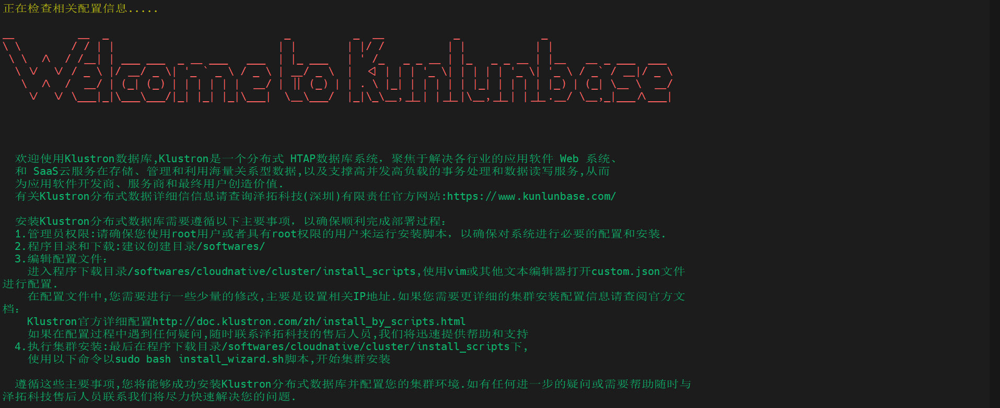 正在检查相关配置信息.....
Welcome to Kunlunbase
欢迎使用Klustron数据库,Klustron是一个分布式 HTAP数据库系统，聚焦于解决各行业的应用软件 Web 系统、
和 SaaS云服务在存储、管理和利用海量关系型数据,以及支撑高并发高负载的事务处理和数据读写服务,从而
为应用软件开发商、服务商和最终用户创造价值.
有关Klustron分布式数据详细信信息请查询泽拓科技(深圳)有限责任官方网站:https://www.kunlunbase.com/
安装Klustron分布式数据库需要遵循以下主要事项，以确保顺利完成部署过程：
1.管理员权限:请确保您使用root用户或者具有root权限的用户来运行安装脚本，以确保对系统进行必要的配置和安装.
2.程序目录和下载:建议创建目录/softwares/
3.编辑配置文件：
进入程序下载目录/softwares/cloudnative/cluster/install_scripts,使用vim或其他文本编辑器打开custom.json文件
进行配置.
在配置文件中,您需要进行一些少量的修改,主要是设置相关IP地址.如果您需要更详细的集群安装配置信息请查阅官方文
档：
Klustron官方详细配置http://doc.klustron.com/zh/install_by_scripts.html
如果在配置过程中遇到任何疑问,随时联系泽拓科技的售后人员,我们将迅速提供帮助和支持
4.执行集群安装:最后在程序下载目录/softwares/cloudnative/cluster/install_scripts下,
使用以下命令以sudo bash install_wizard.sh脚本,开始集群安装
遵循这些主要事项,您将能够成功安装Klustron分布式数据库并配置您的集群环境.如有任何进一步的疑问或需要帮助随时与
泽拓科技售后人员联系我们将尽力快速解决您的问题.